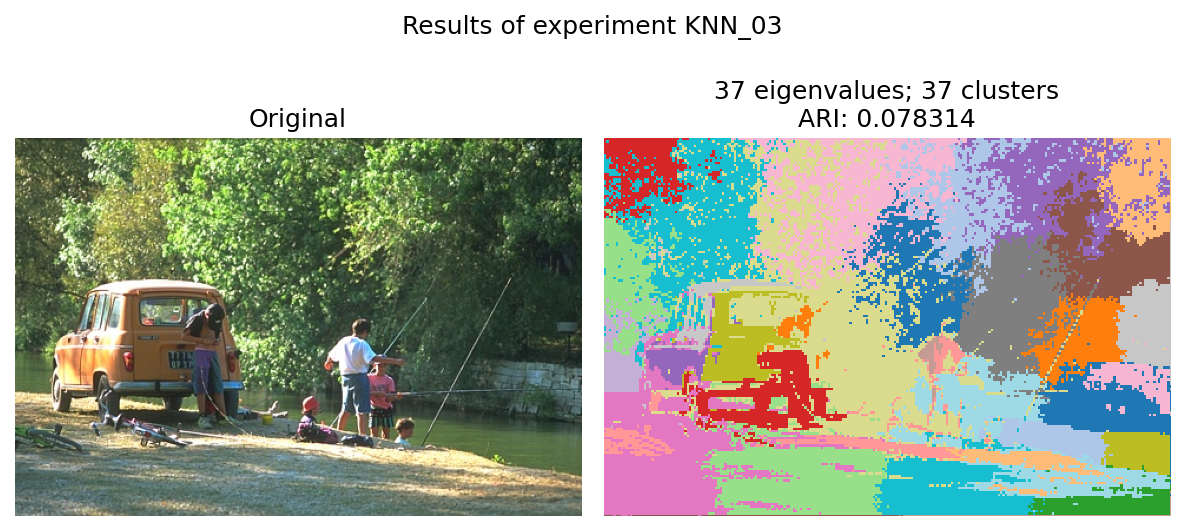 Results of experiment KNN_03
Original
37 eigenvalues; 37 clusters
ARI: 0.078314